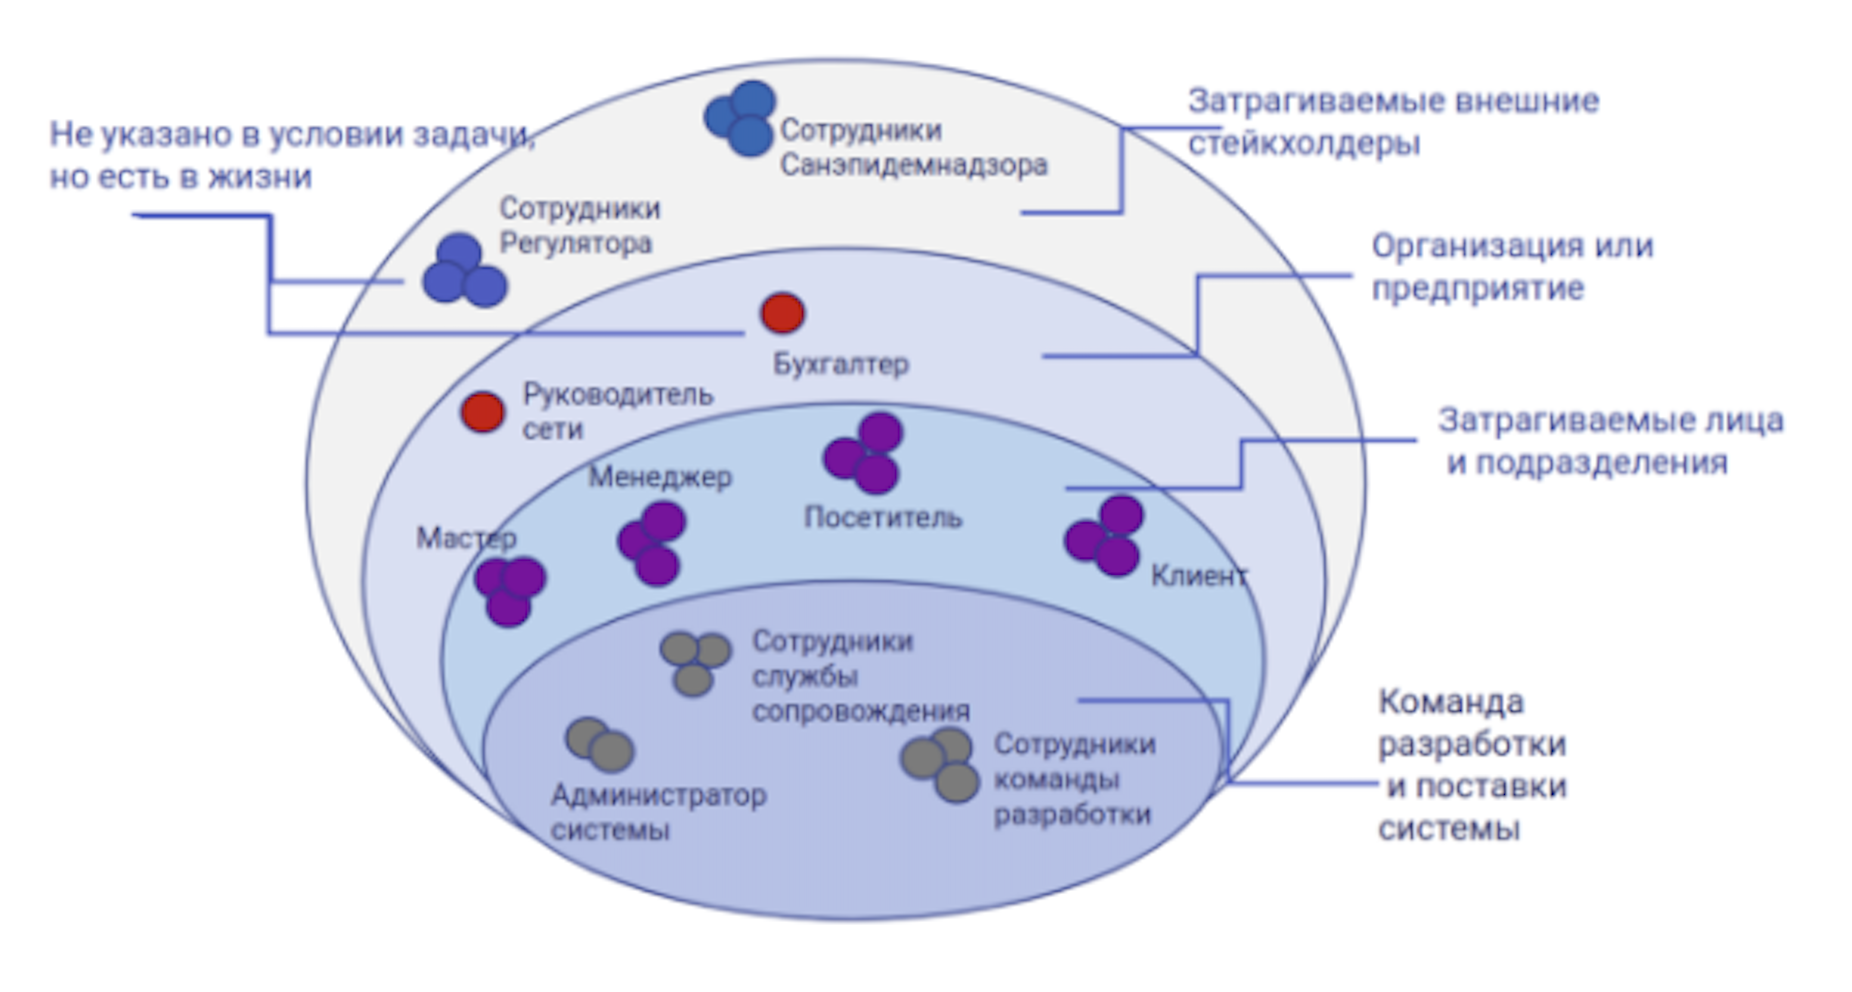 Затрагиваемые внешние
стейкхолдеры
Не указано в условии задачи,
но есть в жизни
Сотрудники
Санэпидемнадзора
Сотрудники
Регулятора
Организация или
предприятие
Бухгалтер
Руководитель
сети
Затрагиваемые лица
и подразделения
Менеджер
Посетитель
Мастер
Клиент
Сотрудники
службы
сопровождения
Команда
разработки
и поставки
системы
Сотрудники
команды
разработки
Администратор
системы